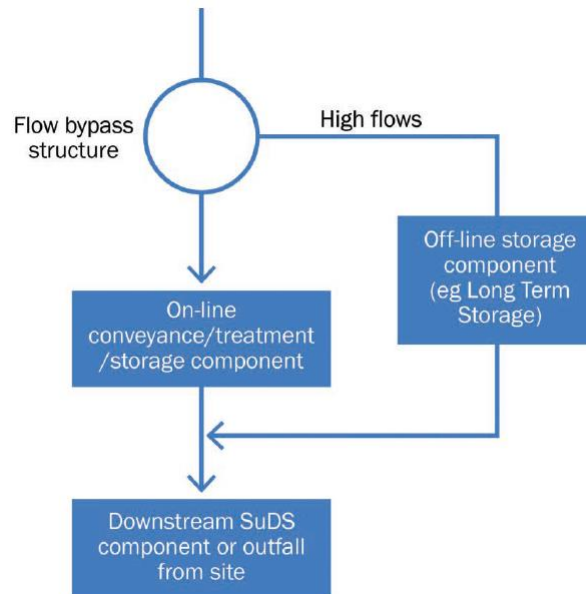 Flow bypass
structure
High flows
Off-line storage
component
(eg Long Term
Storage)
On-line
conveyance/treatment
/storage component
Downstream SuDS
component or outfall
from site